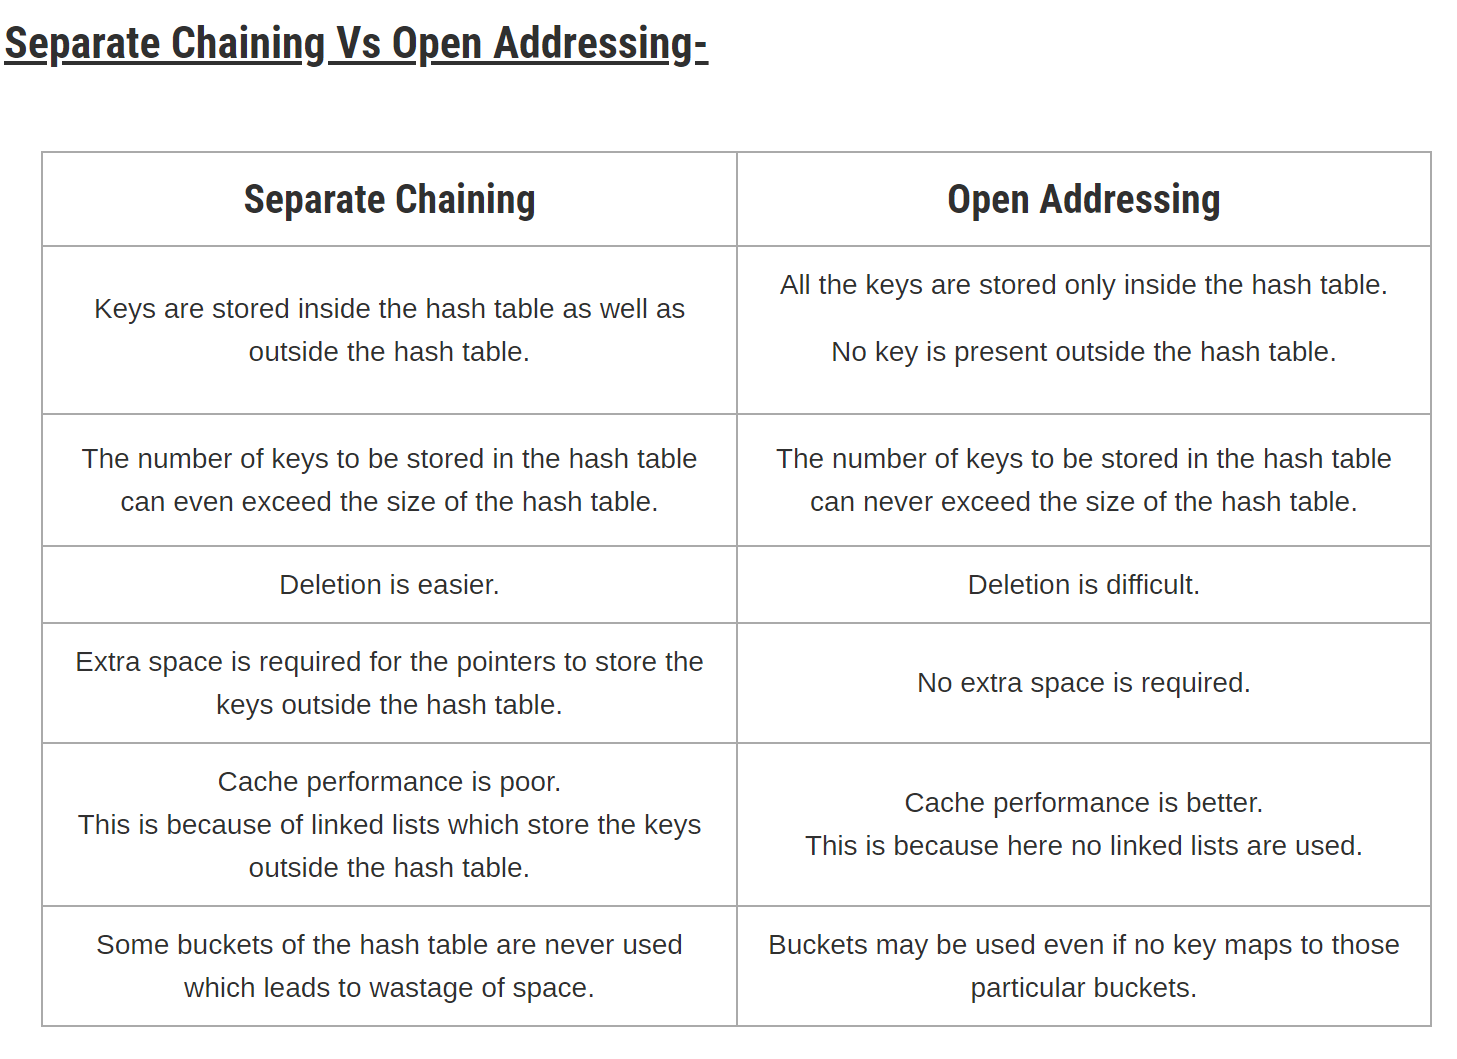 Separate Chaining Vs Open Addressing-
Separate Chaining
Open Addressing
Keys are stored inside the hash table as well as
outside the hash table.
All the keys are stored only inside the hash table.
No key is present outside the hash table.
The number of keys to be stored in the hash table
can even exceed the size of the hash table.
The number of keys to be stored in the hash table
can never exceed the size of the hash table.
Deletion is easier.
Deletion is difficult.
Extra space is required for the pointers to store the
keys outside the hash table.
No extra space is required.
Cache performance is poor.
This is because of linked lists which store the keys
outside the hash table.
Cache performance is better.
This is because here no linked lists are used.
Some buckets of the hash table are never used
which leads to wastage of space.
Buckets may be used even if no key maps to those
particular buckets.